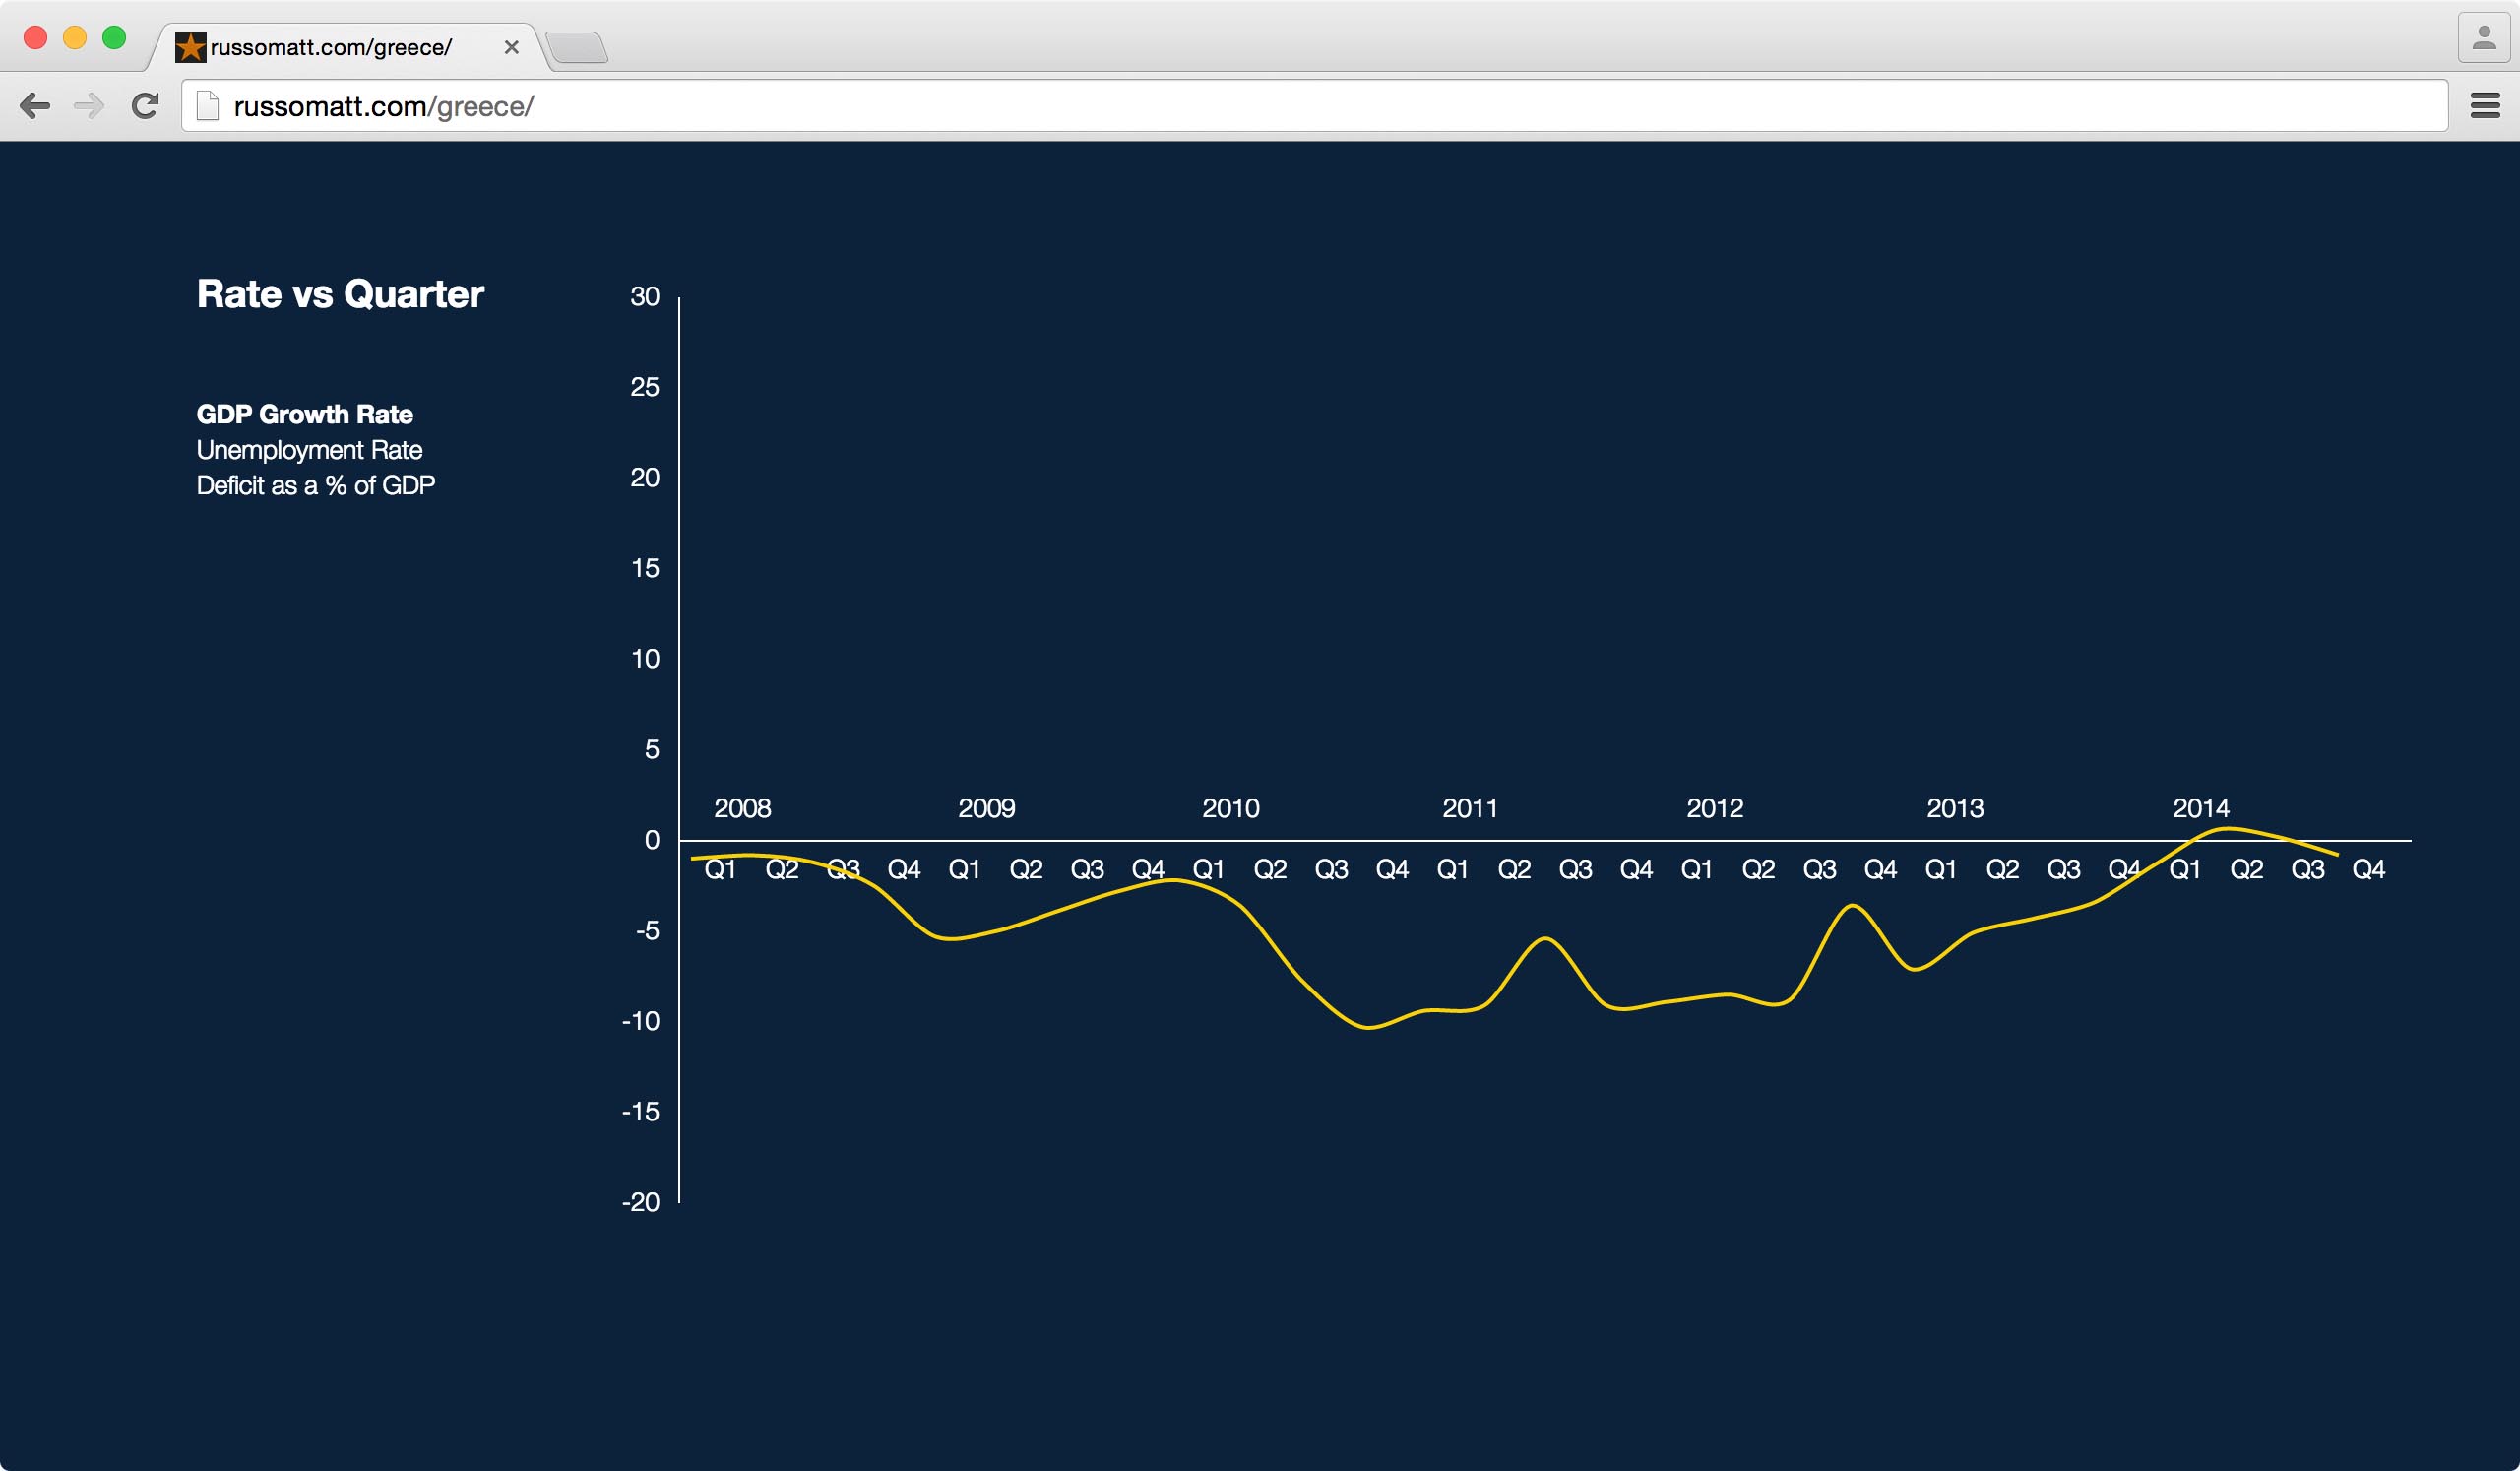 russomatt.com/greece/
russomatt.com/greece/
Rate vs Quarter
GDP Growth Rate
Unemployment Rate
Deficit as a % of GDP
30
25
20
15
10
5
0
-5
-10
-15
-20
2008 2009 2010 2011 2012 2013 2014
Q1 Q2 Q3 Q4 Q1 Q2 Q3 Q4 Q1 Q2 Q3 Q4 Q1 Q2 Q3 Q4 Q1 Q2 Q3 Q4 Q1 Q2 Q3 Q4 Q1 Q2 Q3 Q4